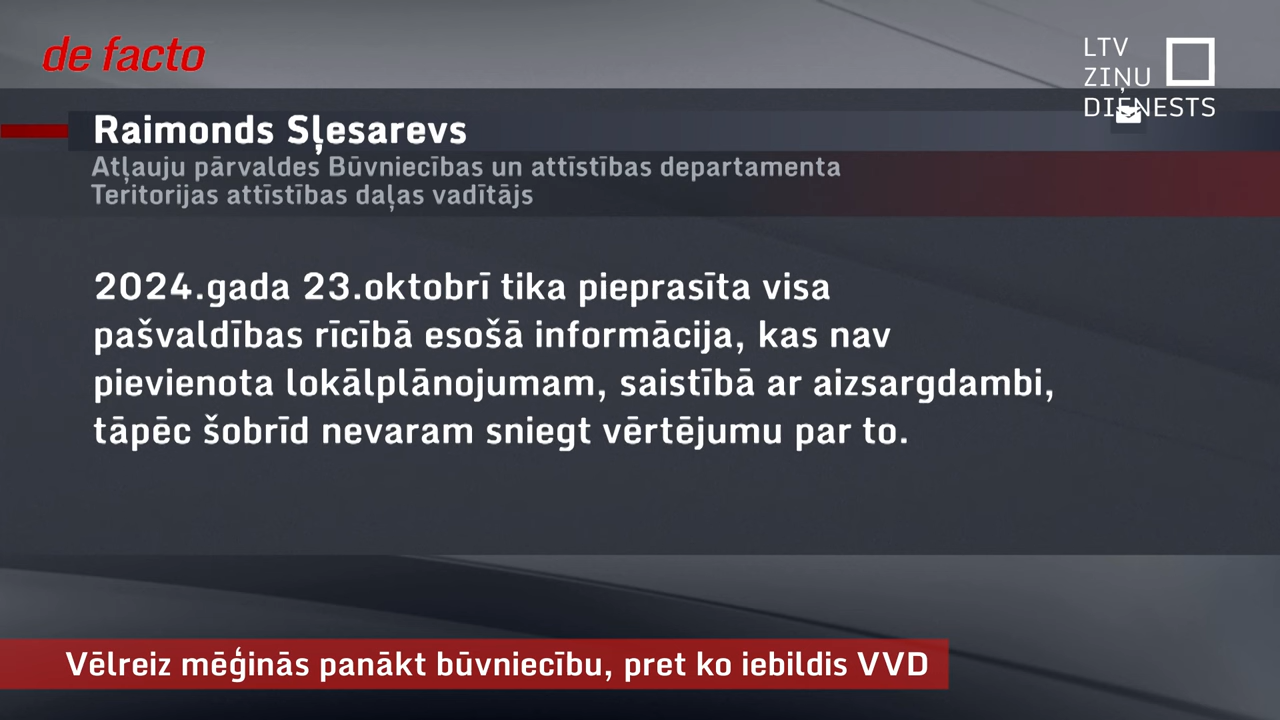 de facto
LTV
ZIŅU
DIENESTS
Raimonds Sļesarevs
Atļauju pārvaldes Būvniecības un attīstības departamenta
Teritorijas attīstības daļas vadītājs
2024.gada 23.oktobrī tika pieprasīta visa
pašvaldības rīcībā esošā informācija, kas nav
pievienota lokālplānojumam, saistībā ar aizsargdambi,
tāpēc šobrīd nevaram sniegt vērtējumu par to.
Vēlreiz mēģinās panākt būvniecību, pret ko iebildis VVD